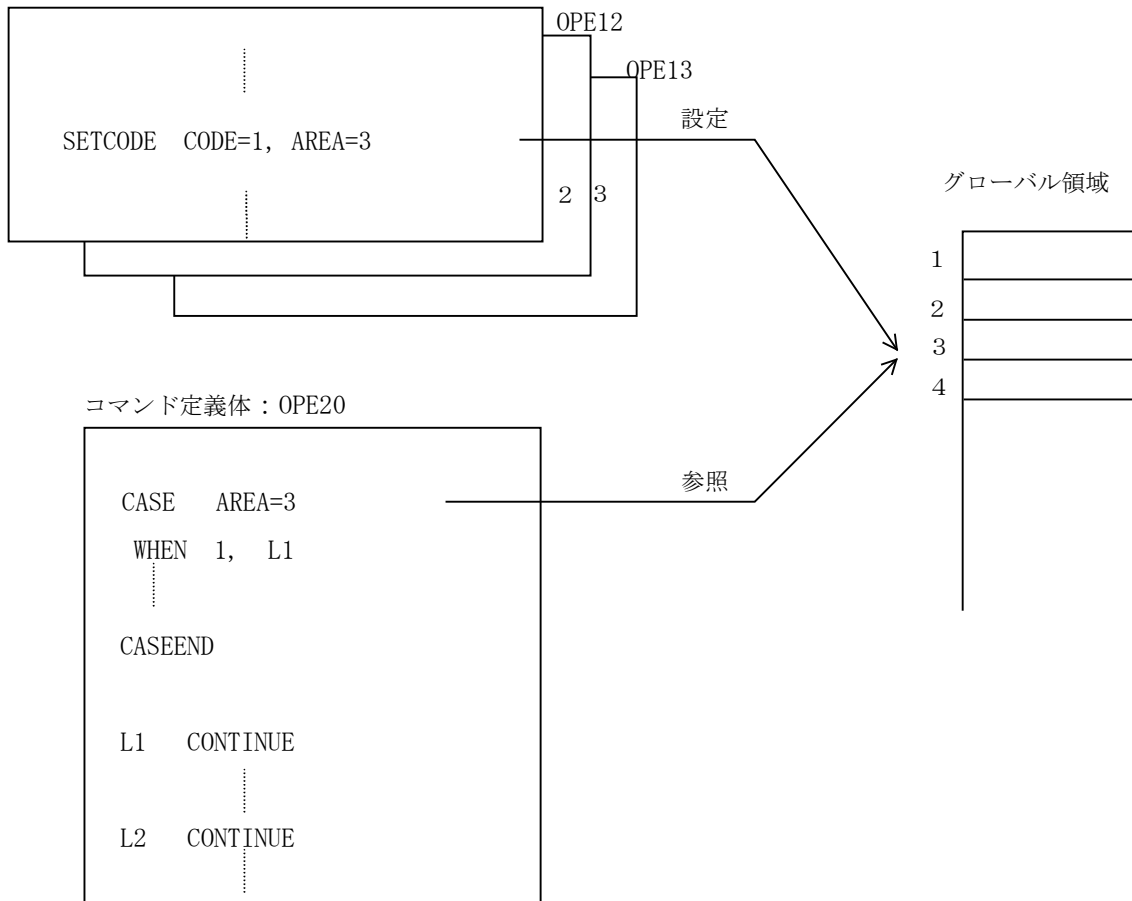 OPE12
OPE13
SETCODE CODE=1, AREA=3
設定
2 3
グローバル領域
1
2
3
4
コマンド定義体：OPE20
CASE AREA=3
参照
WHEN 1, L1
CASEEND
L1 CONTINUE
L2 CONTINUE